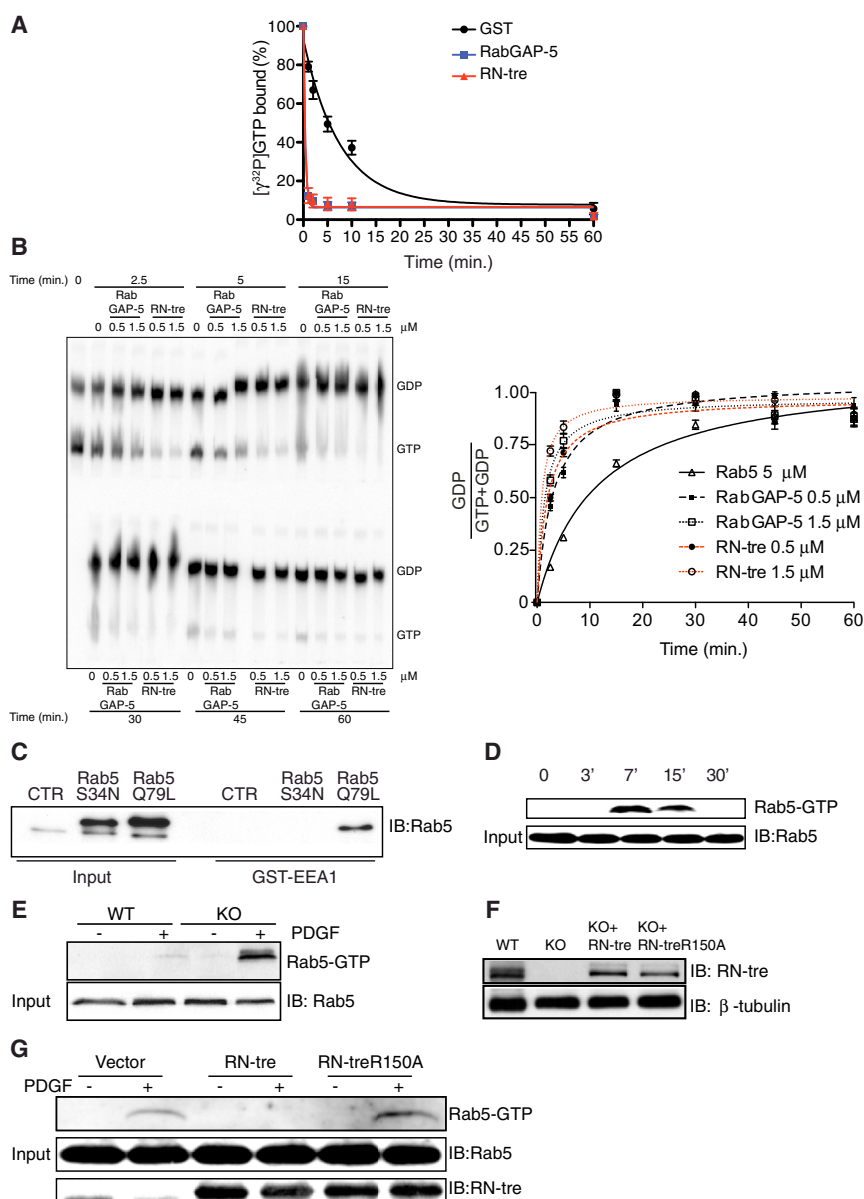 A
GST
RabGAP-5
RN-tre
[γ32P]GTP bound (%)
100
80
60
40
20
0
0 5 10 15 20 25 30 35 40 45 50 55 60
Time (min.)
B
Time (min.) 0 2.5 5 15
Rab GAP-5 RN-tre Rab GAP-5 RN-tre Rab GAP-5 RN-tre
0 0.5 1.5 0.5 1.5 0 0.5 1.5 0.5 1.5 0 0.5 1.5 0.5 1.5 μM
GDP
GTP
GDP
GTP
0 0.5 1.5 0.5 1.5 0 0.5 1.5 0.5 1.5 0 0.5 1.5 0.5 1.5 μM
Rab GAP-5 RN-tre Rab GAP-5 RN-tre Rab GAP-5 RN-tre
Time (min.) 30 45 60
GDP
GTP+GDP
1.00
0.75
0.50
0.25
0
Rab5 5 μM
RabGAP-5 0.5 μM
RabGAP-5 1.5 μM
RN-tre 0.5 μM
RN-tre 1.5 μM
0 10 20 30 40 50 60
Time (min.)
C
CTR Rab5 S34N Rab5 Q79L CTR Rab5 S34N Rab5 Q79L
IB:Rab5
Input GST-EEA1
D
0 3' 7' 15' 30'
Rab5-GTP
Input IB:Rab5
E
WT KO
- + - + PDGF
Rab5-GTP
Input IB: Rab5
F
WT KO KO+ RN-tre KO+ RN-treR150A
IB: RN-tre
IB: β -tubulin
G
Vector RN-tre RN-treR150A
PDGF - + - + - +
Rab5-GTP
Input IB:Rab5
IB:RN-tre